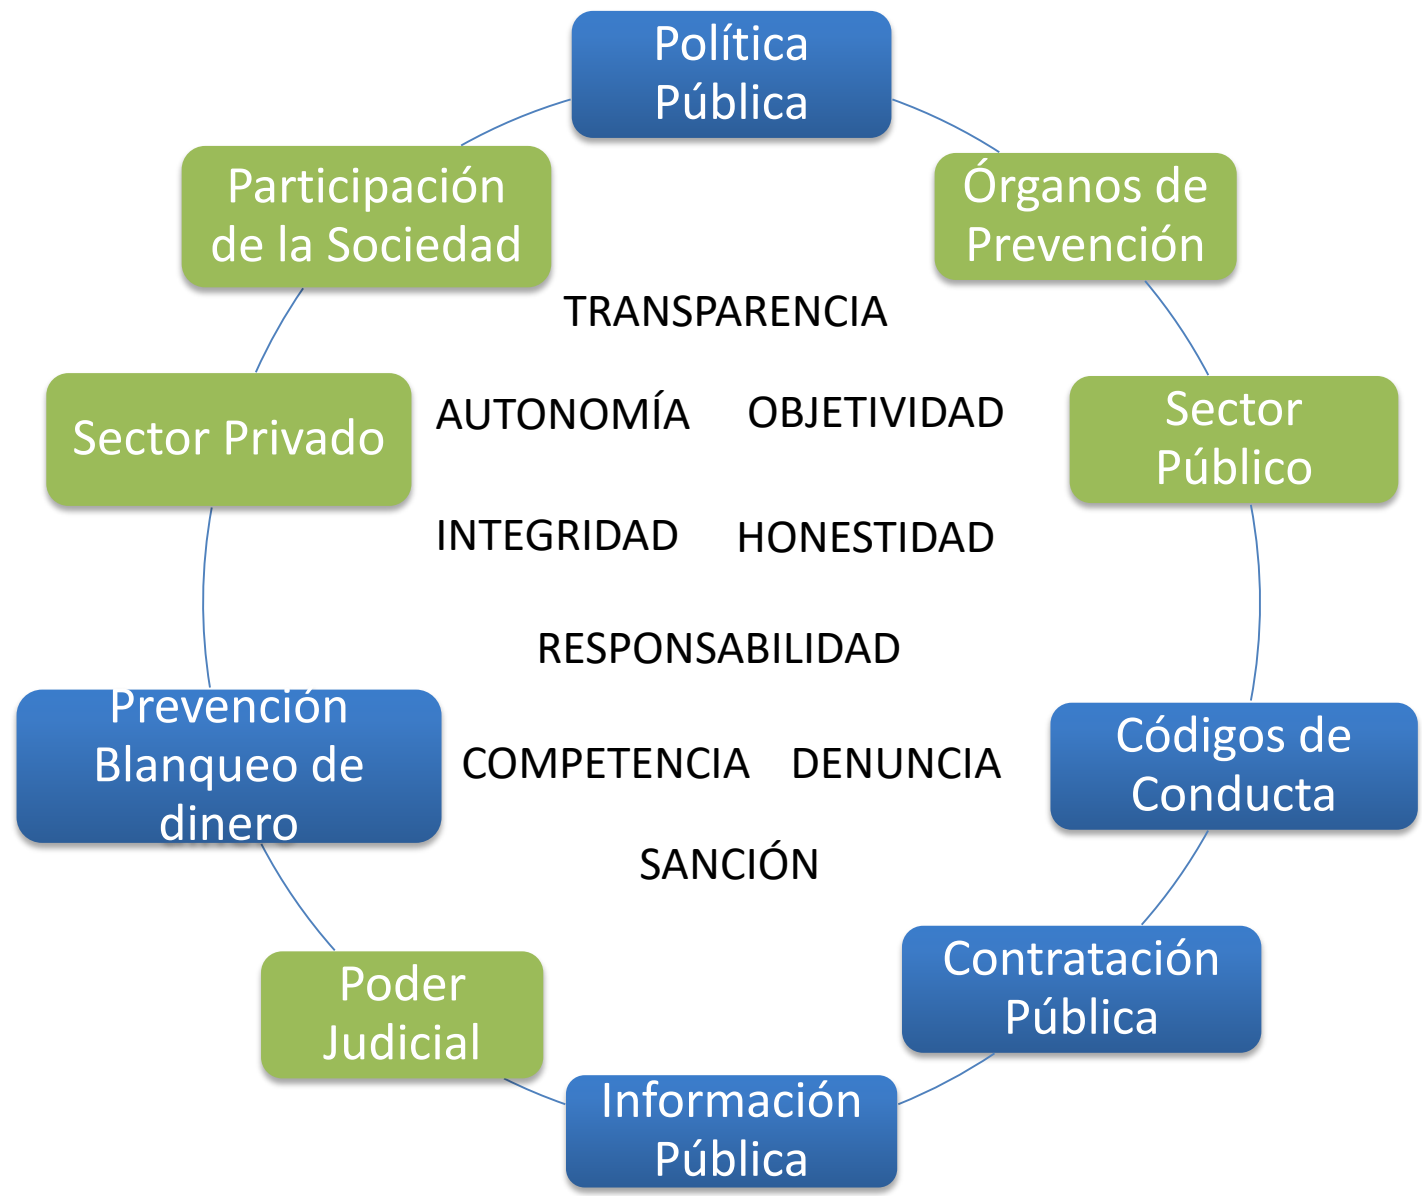 Política
Pública
Participación
de la Sociedad
Órganos de
Prevención
TRANSPARENCIA
AUTONOMÍA
OBJETIVIDAD
Sector Privado
Sector
Público
INTEGRIDAD
HONESTIDAD
RESPONSABILIDAD
Prevención
Blanqueo de
dinero
COMPETENCIA
DENUNCIA
Códigos de
Conducta
SANCIÓN
Contratación
Pública
Poder
Judicial
Información
Pública